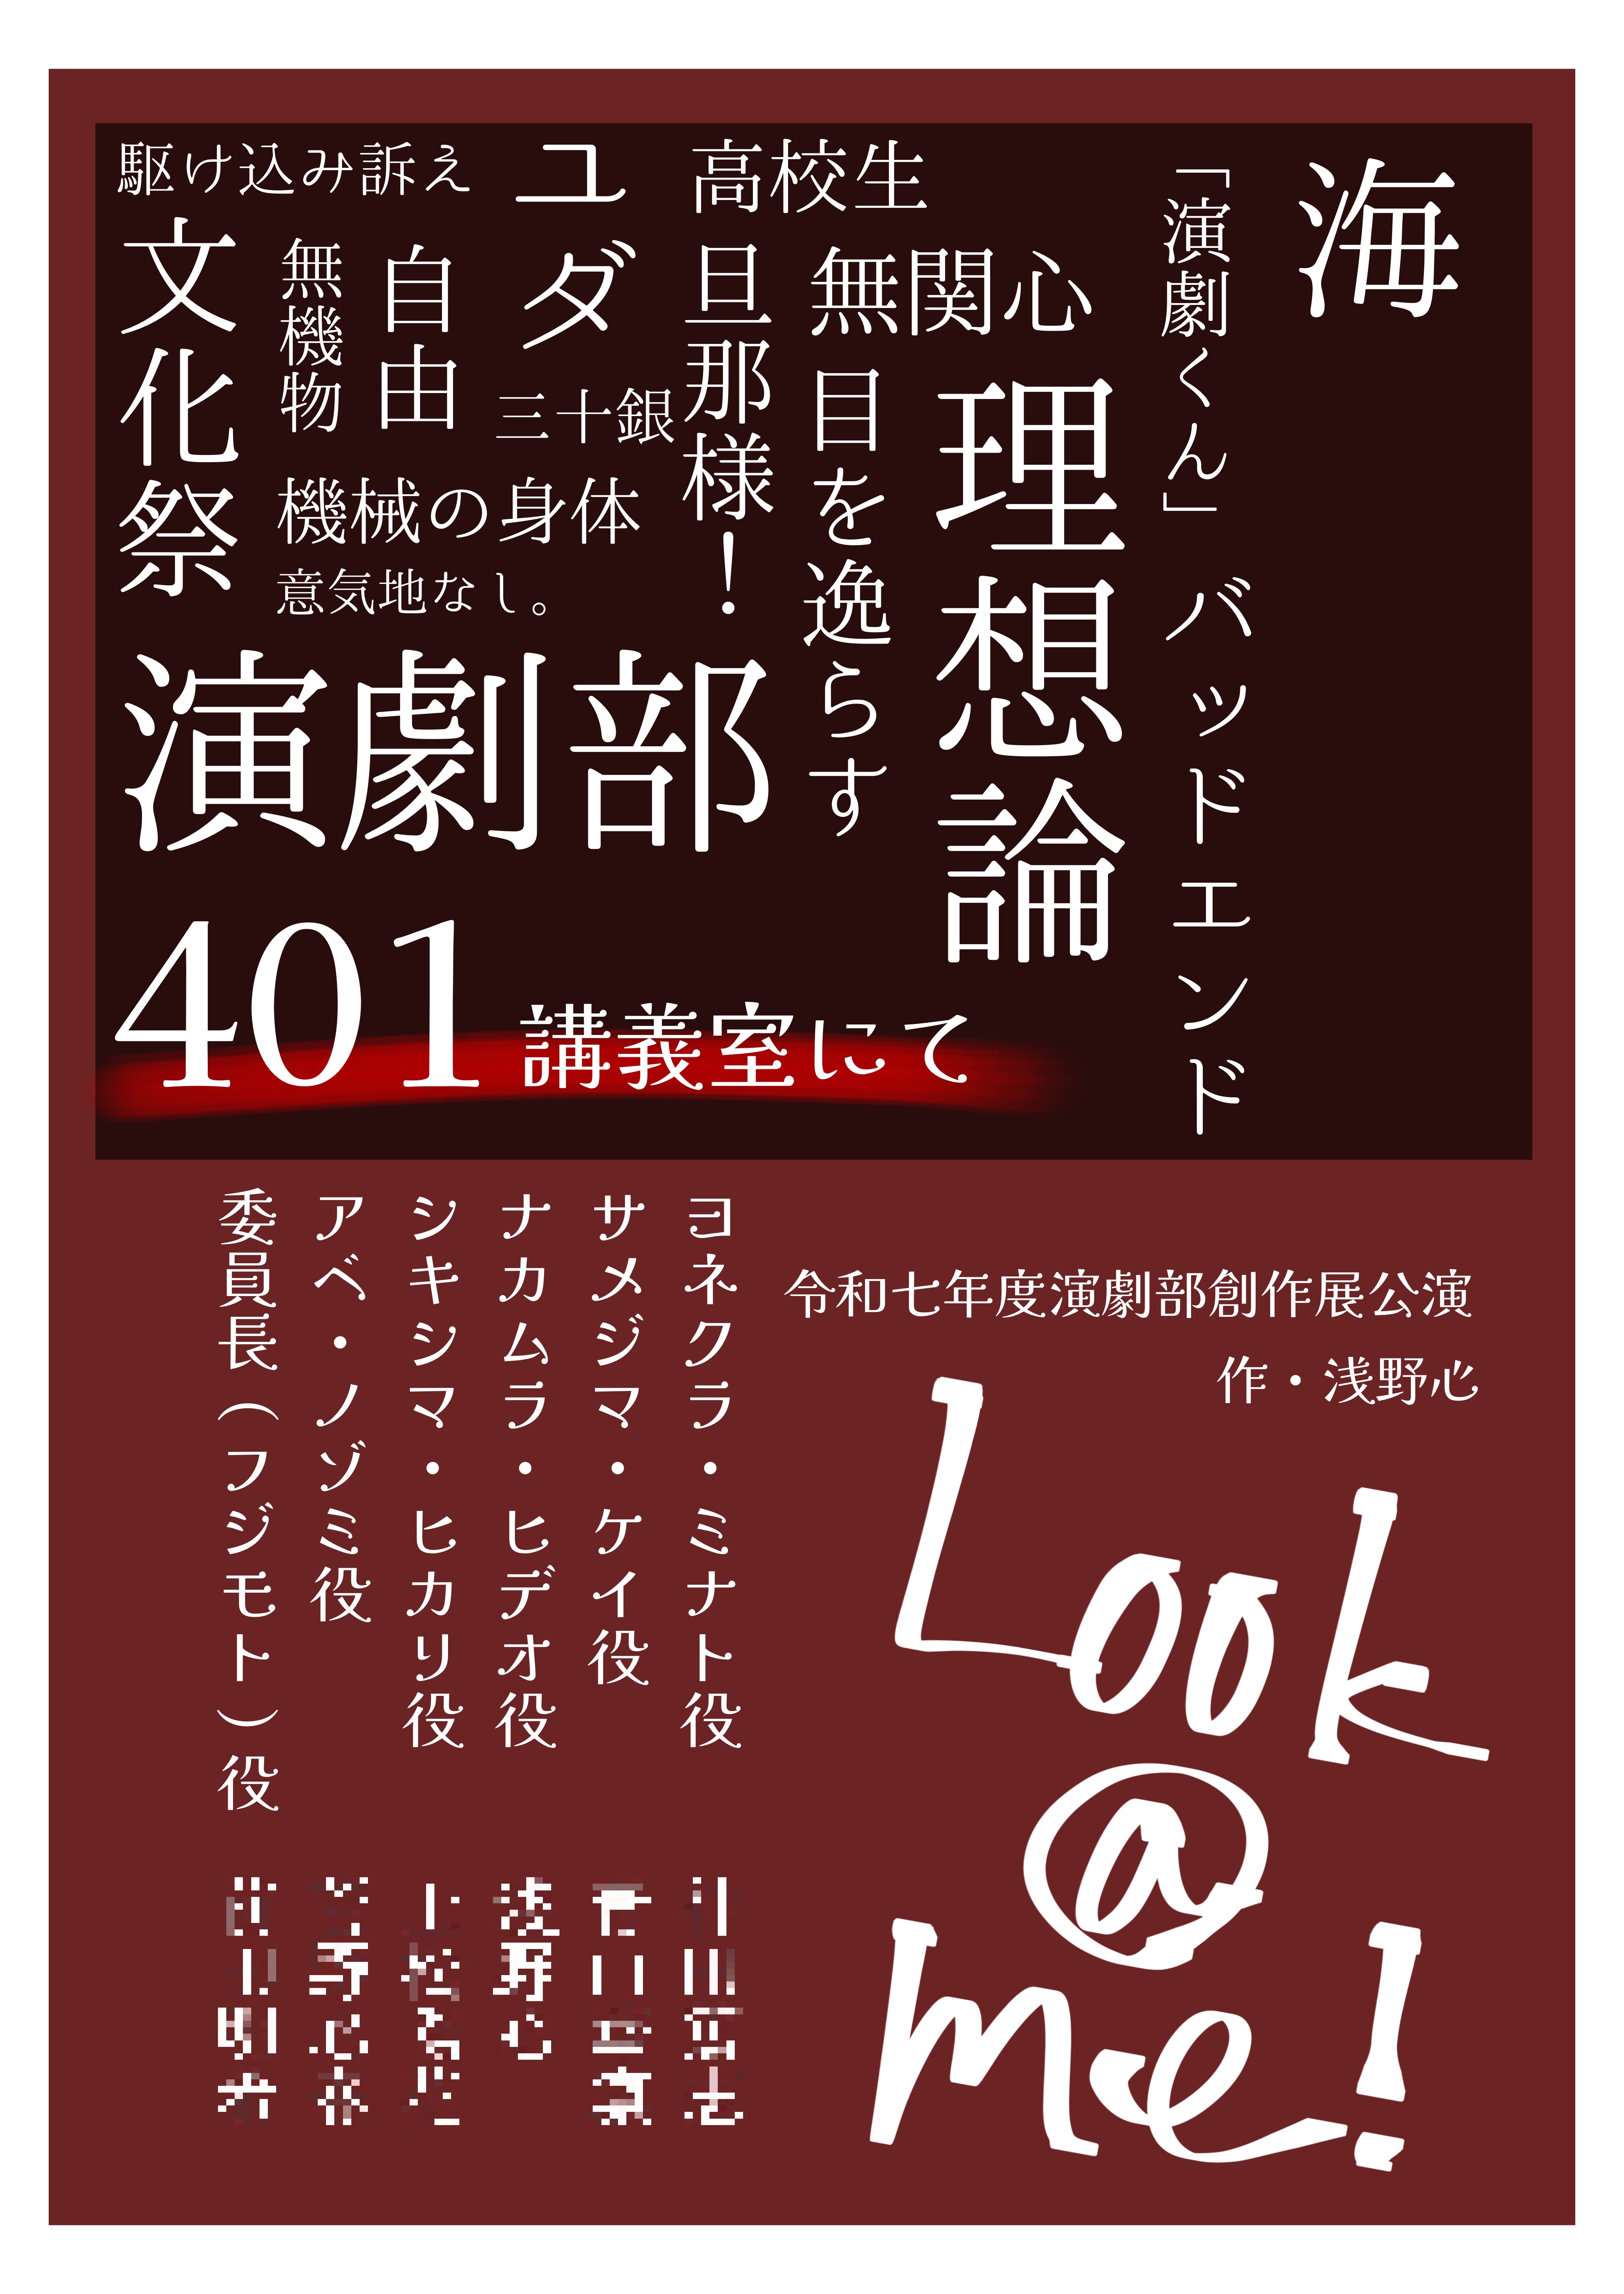 海
「演劇くん」
バッドエンド
高校生
無関心
理想論
目を逸らす
旦那様!
ユダ
駆け込み訴え
自由
無機物
三十銀
文化祭
機械の身体
意気地なし。
演劇部
401講義室にて
令和七年度演劇部創作展公演
作・浅野心
Look
@
me!
ヨネクラ・ミナト役
サメジマ・ケイ役
ナカムラ・ヒデオ役
シキシマ・ヒカリ役
アベ・ノゾミ役
委員長(フジモト)役